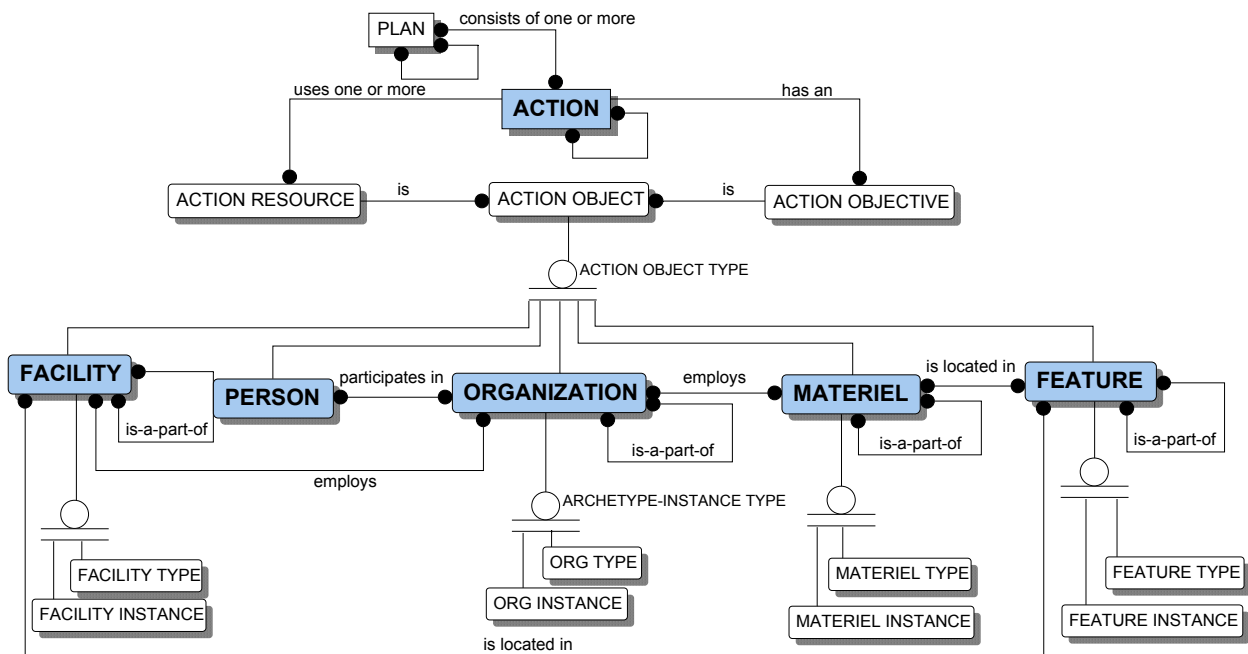 consists of one or more
PLAN
uses one or more
ACTION
has an
ACTION RESOURCE
is
ACTION OBJECT
is
ACTION OBJECTIVE
ACTION OBJECT TYPE
FACILITY
PERSON
participates in
ORGANIZATION
employs
MATERIEL
is located in
FEATURE
is-a-part-of
is-a-part-of
is-a-part-of
is-a-part-of
employs
ARCHETYPE-INSTANCE TYPE
FACILITY TYPE
FACILITY INSTANCE
ORG TYPE
ORG INSTANCE
MATERIEL TYPE
MATERIEL INSTANCE
FEATURE TYPE
FEATURE INSTANCE
is located in